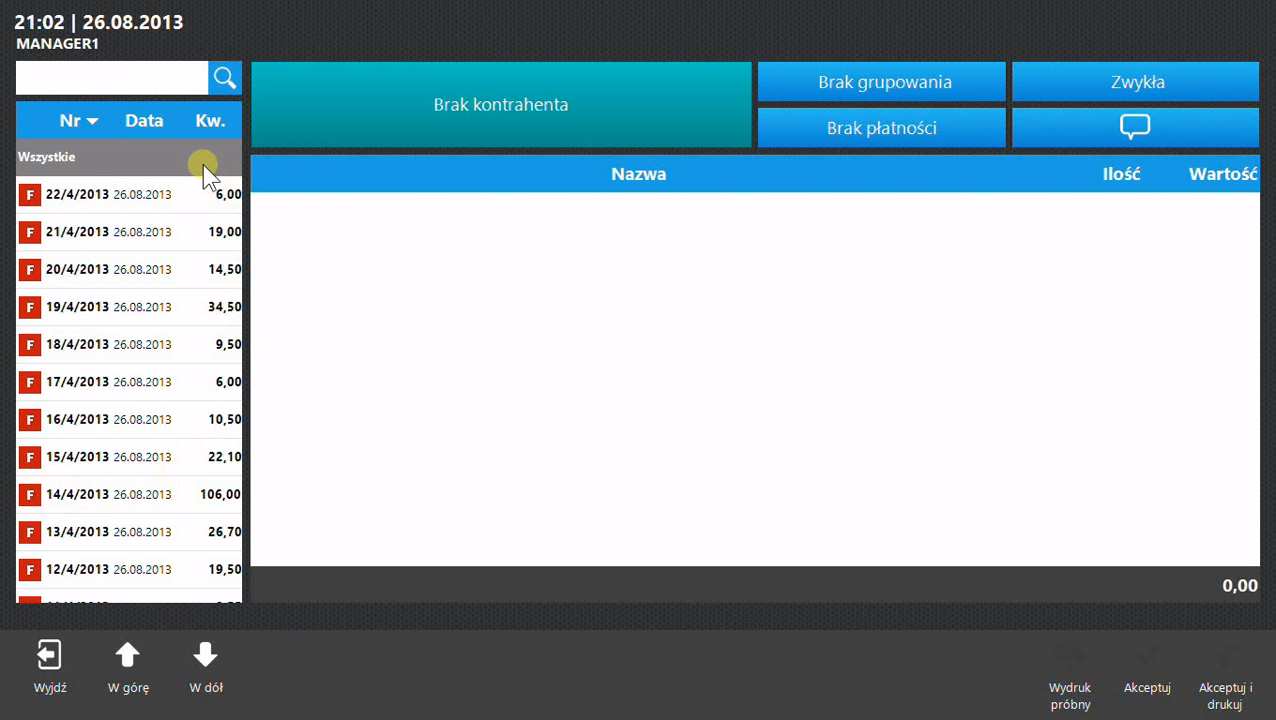 21:02 | 26.08.2013
MANAGER1
Brak kontrahenta
Brak grupowania
Zwykła
Brak płatności
Nr Data Kw.
Wszystkie
F 22/4/2013 26.08.2013 6,00
F 21/4/2013 26.08.2013 19,00
F 20/4/2013 26.08.2013 14,50
F 19/4/2013 26.08.2013 34,50
F 18/4/2013 26.08.2013 9,50
F 17/4/2013 26.08.2013 6,00
F 16/4/2013 26.08.2013 10,50
F 15/4/2013 26.08.2013 22,10
F 14/4/2013 26.08.2013 106,00
F 13/4/2013 26.08.2013 26,70
F 12/4/2013 26.08.2013 19,50
Nazwa Ilość Wartość
0,00
Wyjdź
W górę
W dół
Wydruk
próbny
Akceptuj
Akceptuj i
drukuj